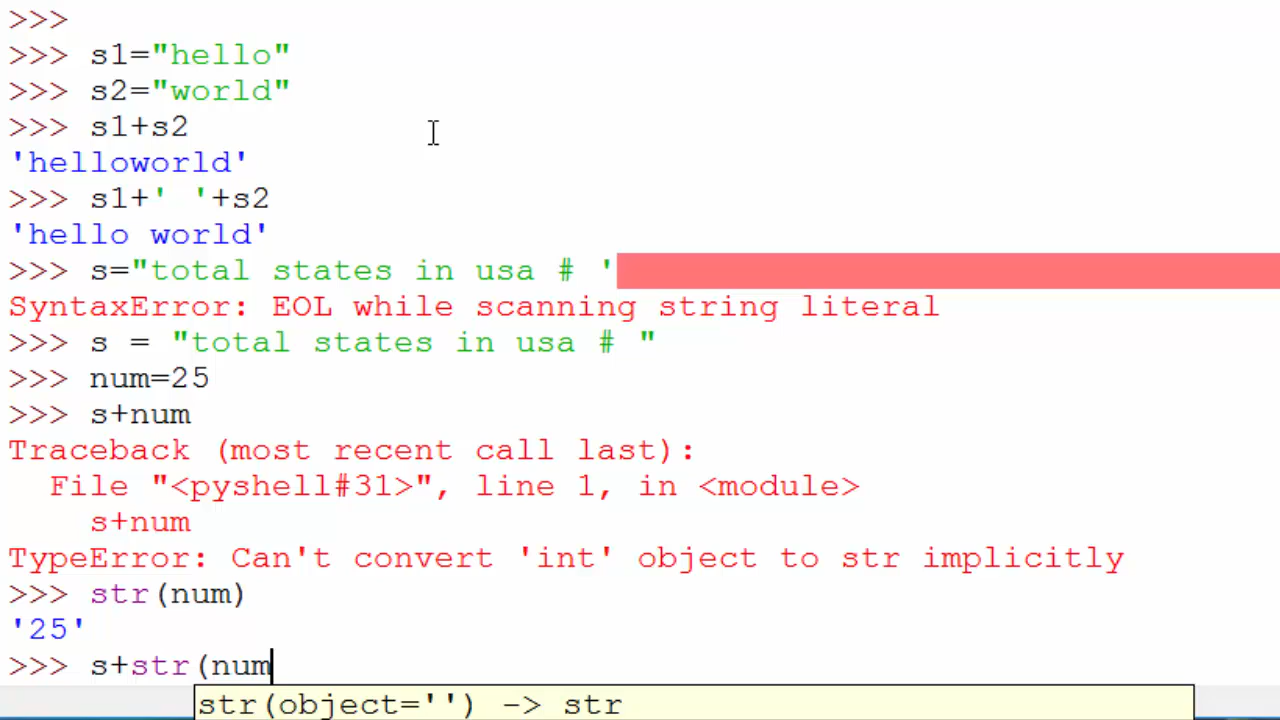 >>>
>>> s1="hello"
>>> s2="world"
>>> s1+s2
'helloworld'
>>> s1+' '+s2
'hello world'
>>> s="total states in usa # '
SyntaxError: EOL while scanning string literal
>>> s = "total states in usa # "
>>> num=25
>>> s+num
Traceback (most recent call last):
  File "<pyshell#31>", line 1, in <module>
    s+num
TypeError: Can't convert 'int' object to str implicitly
>>> str(num)
'25'
>>> s+str(num
str(object='') -> str